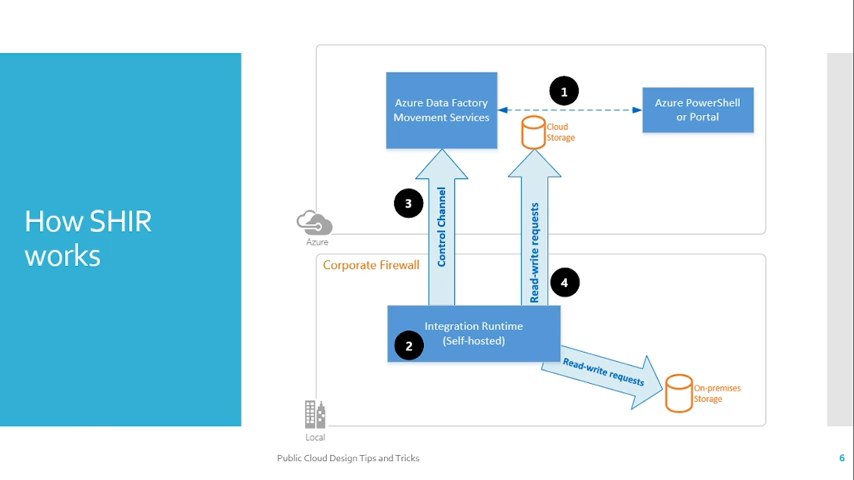 How SHIR
works
Azure Data Factory
Movement Services
1
Azure PowerShell
or Portal
Cloud
Storage
3
Control Channel
Read-write requests
Azure
Corporate Firewall
4
Integration Runtime
(Self-hosted)
2
Read-write requests
On-premises
Storage
Local
Public Cloud Design Tips and Tricks
6